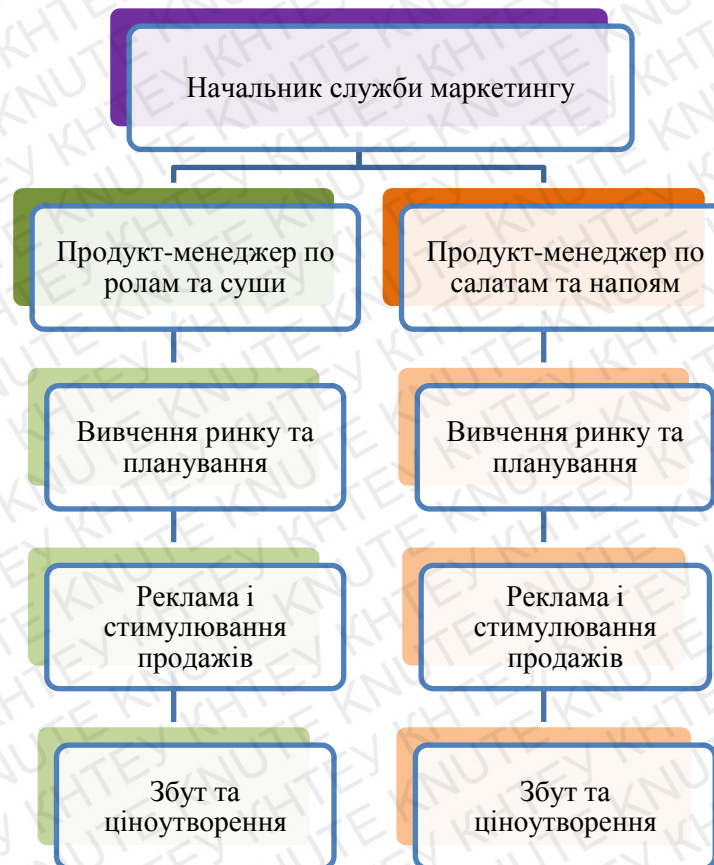 Начальник служби маркетингу
Продукт-менеджер по
ролам та суши
Продукт-менеджер по
салатам та напоям
Вивчення ринку та
планування
Вивчення ринку та
планування
Реклама і
стимулювання
продажів
Реклама і
стимулювання
продажів
Збут та
ціноутворення
Збут та
ціноутворення